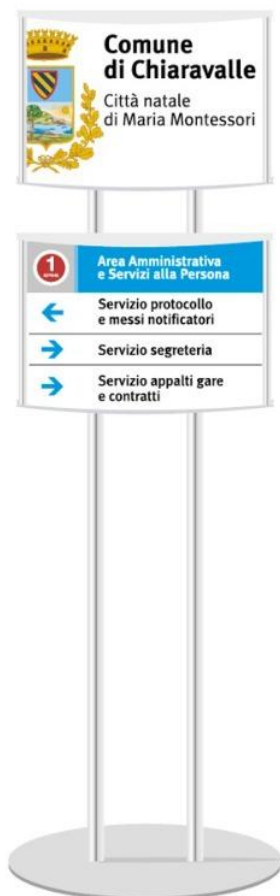 Comune
di Chiaravalle
Città natale
di Maria Montessori
1
Area Amministrativa
e Servizi alla Persona
Servizio protocollo
e messi notificatori
Servizio segreteria
Servizio appalti gare
e contratti